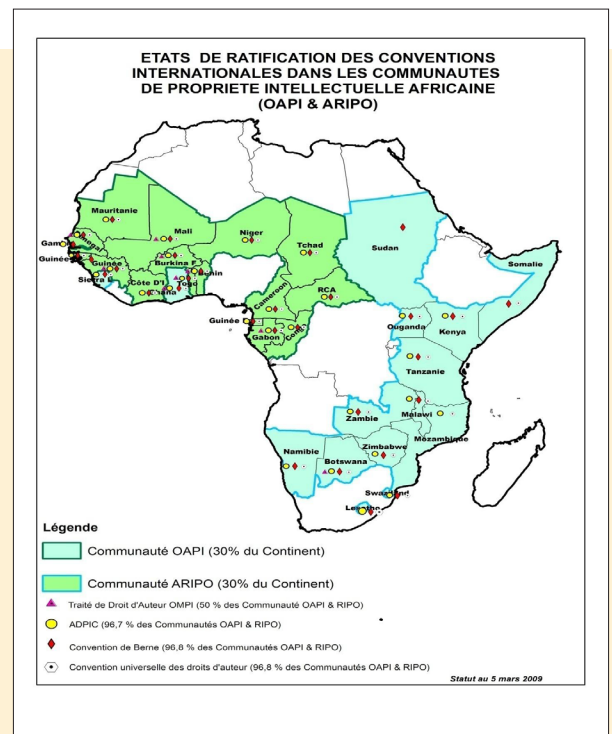 ETATS DE RATIFICATION DES CONVENTIONS
INTERNATIONALES DANS LES COMMUNAUTES
DE PROPRIETE INTELLECTUELLE AFRICAINE
(OAPI & ARIPO)
Mauritanie
Mali
Niger
Tchad
Sudan
Somalie
Guinée
Guinée
Sierra
Côte D'I
Burkina F
Togo
Cameroon
RCA
Guinée
Gabon
Ouganda
Kenya
Tanzanie
Zambie
Malawi
Mozambique
Zimbabwe
Namibie
Botswana
Légende
Communauté OAPI (30% du Continent)
Communauté ARIPO (30% du Continent)
Traité de Droit d'Auteur OMPI (50 % des Communauté OAPI & RIPO)
ADPIC (96,7 % des Communautés OAPI & RIPO)
Convention de Berne (96,8 % des Communautés OAPI & RIPO)
Convention universelle des droits d'auteur (96,8 % des Communautés OAPI & RIPO)
Statut au 5 mars 2009